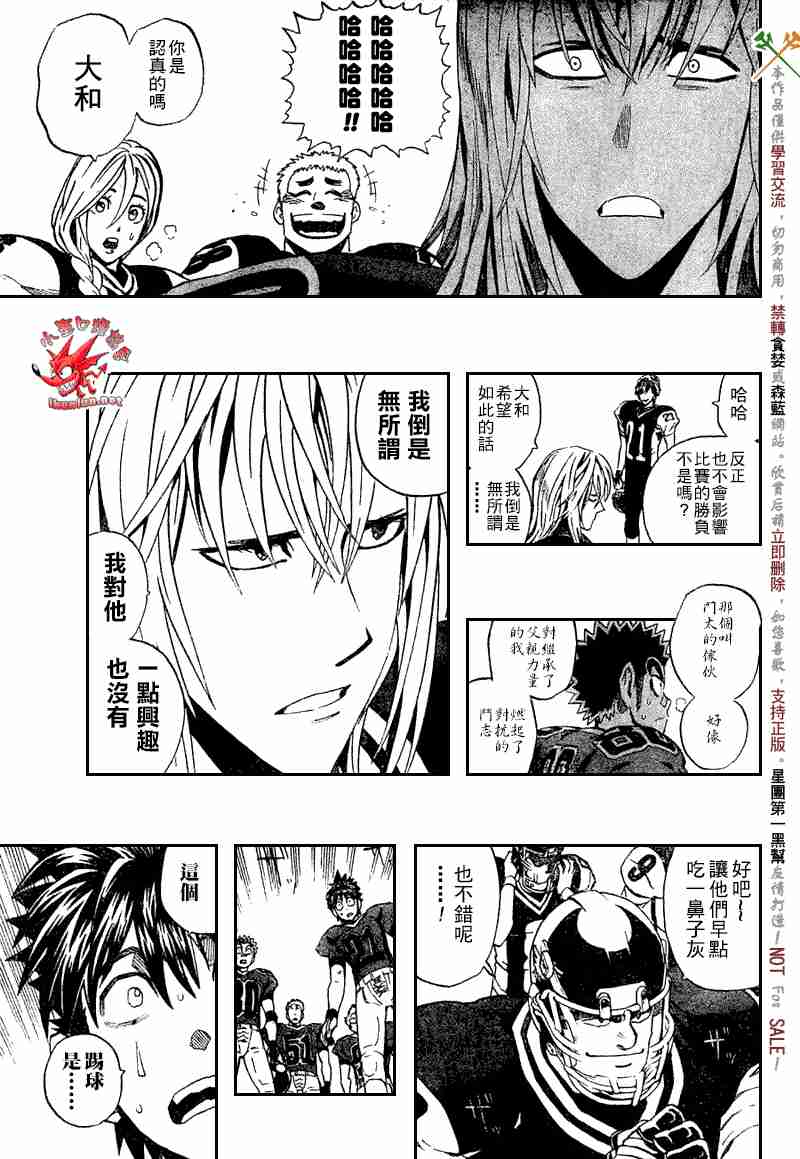 哈哈哈哈哈
哈哈哈哈哈!!
你是
認真的嗎
大和
哈哈
反正
也不會影響
比賽的勝負
不是嗎？
大和
希望
如此的話
我倒是
無所謂
……
我倒是
無所謂
我對他
一點興趣
也沒有
那個叫
鬥太的傢伙
好像
對繼承了
父親力量
的我
燃起了
對抗的
鬥志
好吧~
讓他們早點
吃一鼻子灰
也不錯呢
……！
這個
踢球
是……
本作品僅供學習交流，切勿商用，禁轉貪婪或森藍網站。欣賞后請立即刪除，如您喜歡，支持正版。星團第一黑幫友情打造！NOT For SALE！